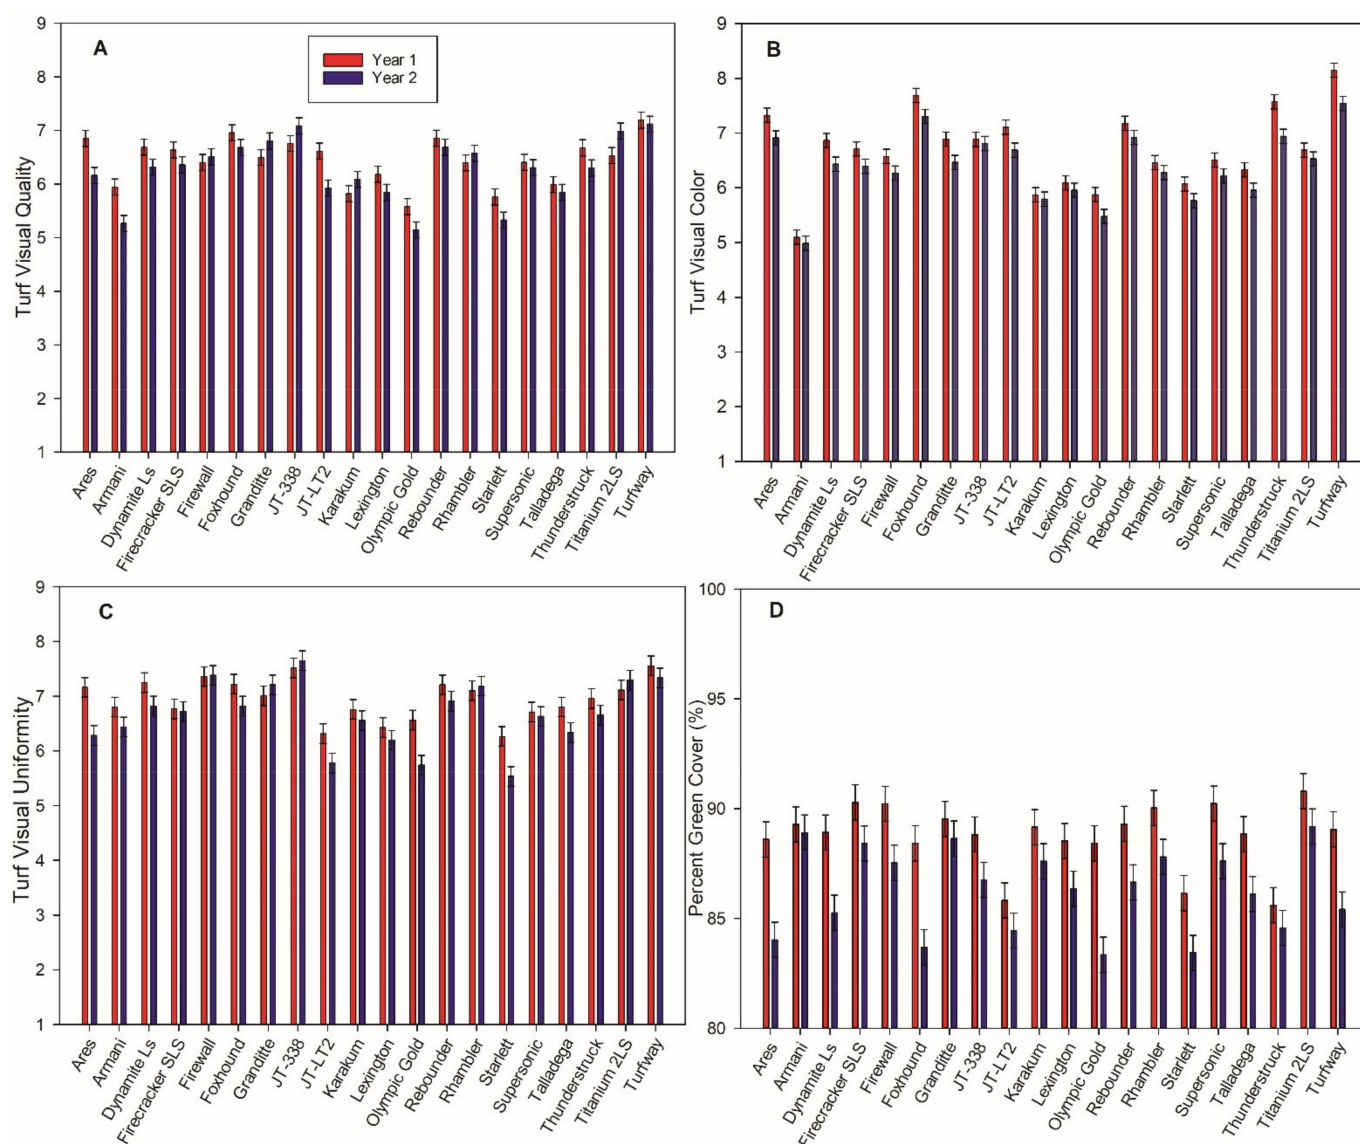 A
Year 1
Year 2
Turf Visual Quality
9
8
7
6
5
4
3
2
1
Ares
Armani
Dynamite Ls
Firecracker SLS
Firewall
Foxhound
Granditte
JT-338
JT-LT2
Karakum
Lexington
Olympic Gold
Rebounder
Rhambler
Starlett
Supersonic
Talladega
Thunderstruck
Titanium 2LS
Turfway
B
Turf Visual Color
9
8
7
6
5
4
3
2
1
Ares
Armani
Dynamite Ls
Firecracker SLS
Firewall
Foxhound
Granditte
JT-338
JT-LT2
Karakum
Lexington
Olympic Gold
Rebounder
Rhambler
Starlett
Supersonic
Talladega
Thunderstruck
Titanium 2LS
Turfway
C
Turf Visual Uniformity
9
8
7
6
5
4
3
2
1
Ares
Armani
Dynamite Ls
Firecracker SLS
Firewall
Foxhound
Granditte
JT-338
JT-LT2
Karakum
Lexington
Olympic Gold
Rebounder
Rhambler
Starlett
Supersonic
Talladega
Thunderstruck
Titanium 2LS
Turfway
D
Percent Green Cover (%)
100
95
90
85
80
Ares
Armani
Dynamite Ls
Firecracker SLS
Firewall
Foxhound
Granditte
JT-338
JT-LT2
Karakum
Lexington
Olympic Gold
Rebounder
Rhambler
Starlett
Supersonic
Talladega
Thunderstruck
Titanium 2LS
Turfway